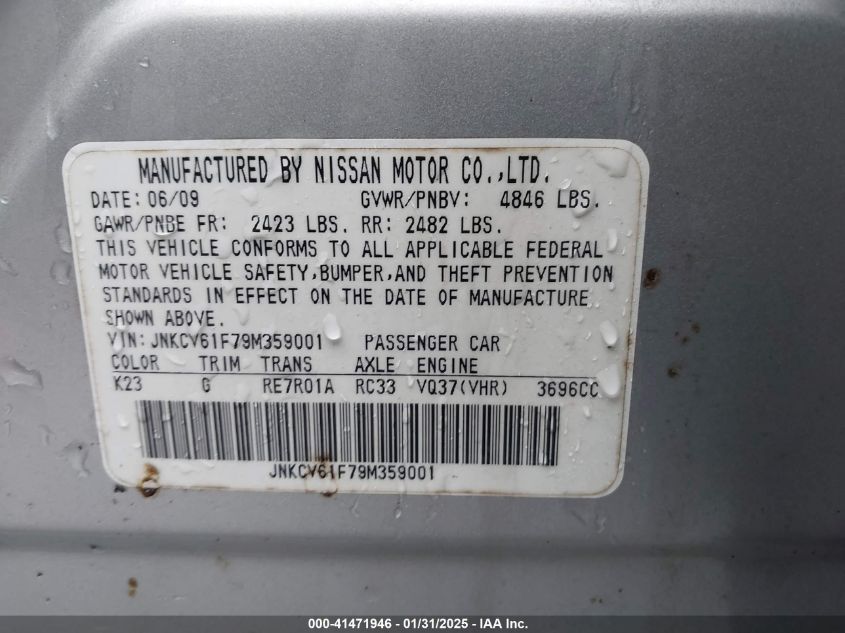 MANUFACTURED BY NISSAN MOTOR CO.,LTD.
DATE: 06/09 GVWR/PNBV: 4846 LBS.
GAWR/PNBE FR: 2423 LBS. RR: 2482 LBS.
THIS VEHICLE CONFORMS TO ALL APPLICABLE FEDERAL
MOTOR VEHICLE SAFETY,BUMPER,AND THEFT PREVENTION
STANDARDS IN EFFECT ON THE DATE OF MANUFACTURE
SHOWN ABOVE.
VIN: JNKCV61F79M359001 PASSENGER CAR
COLOR TRIM TRANS AXLE ENGINE
K23 G RE7R01A RC33 VQ37(VHR) 3696CC
JNKCV61F79M359001
000-41471946 - 01/31/2025 - IAA Inc.